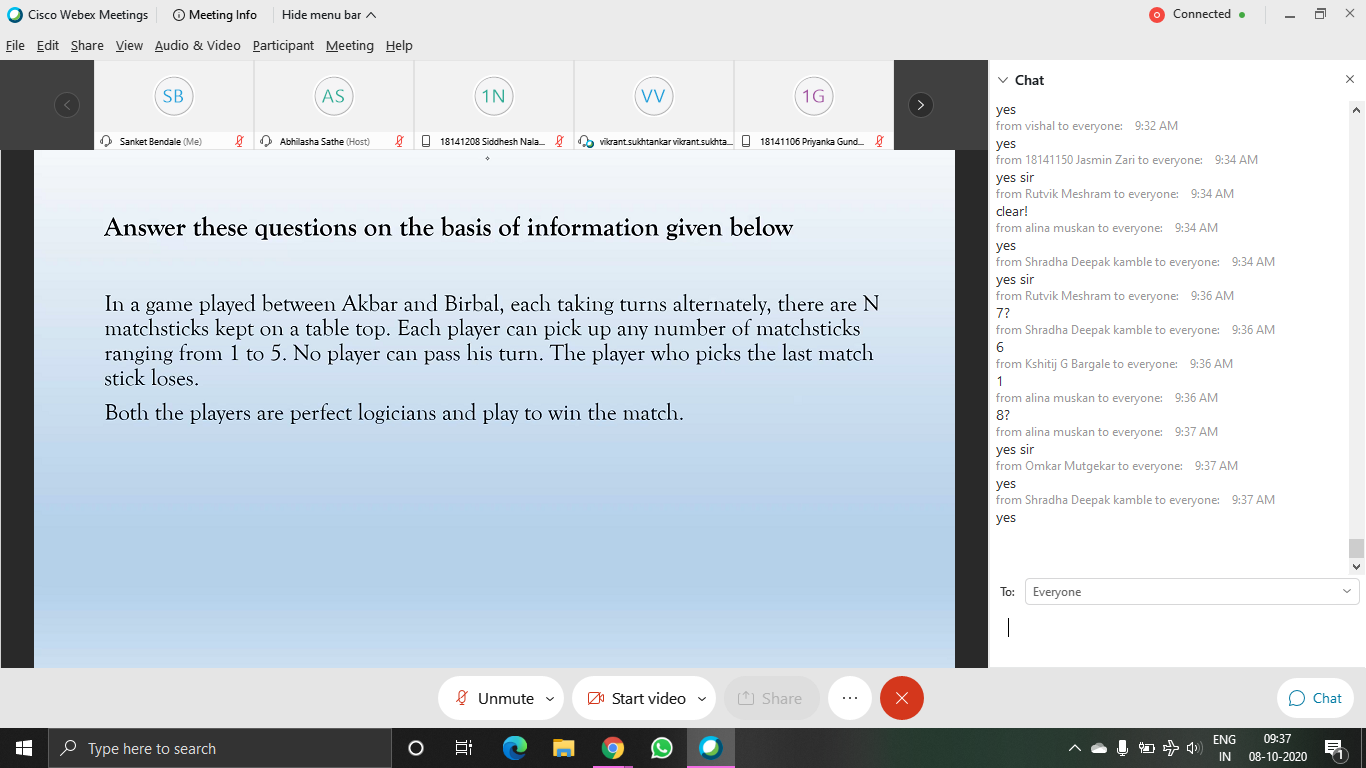 Cisco Webex Meetings
Meeting Info
Hide menu bar
Connected
File Edit Share View Audio & Video Participant Meeting Help
SB
AS
1N
VV
1G
Sanket Bendale (Me)
Abhilasha Sathe (Host)
18141208 Siddhesh Nala...
vikrant.sukhtankar vikrant.sukhta...
18141106 Priyanka Gund...
Answer these questions on the basis of information given below
In a game played between Akbar and Birbal, each taking turns alternately, there are N
matchsticks kept on a table top. Each player can pick up any number of matchsticks
ranging from 1 to 5. No player can pass his turn. The player who picks the last match
stick loses.
Both the players are perfect logicians and play to win the match.
Chat
yes
from vishal to everyone: 9:32 AM
yes
from 18141150 Jasmin Zari to everyone: 9:34 AM
yes sir
from Rutvik Meshram to everyone: 9:34 AM
clear!
from alina muskan to everyone: 9:34 AM
yes
from Shradha Deepak kamble to everyone: 9:34 AM
yes sir
from Rutvik Meshram to everyone: 9:36 AM
7?
from Shradha Deepak kamble to everyone: 9:36 AM
6
from Kshitij G Bargale to everyone: 9:36 AM
1
from alina muskan to everyone: 9:36 AM
8?
from alina muskan to everyone: 9:37 AM
yes sir
from Omkar Mutgekar to everyone: 9:37 AM
yes
from Shradha Deepak kamble to everyone: 9:37 AM
yes
To: Everyone
Unmute
Start video
Share
Chat
Type here to search
ENG
IN
09:37
08-10-2020
1